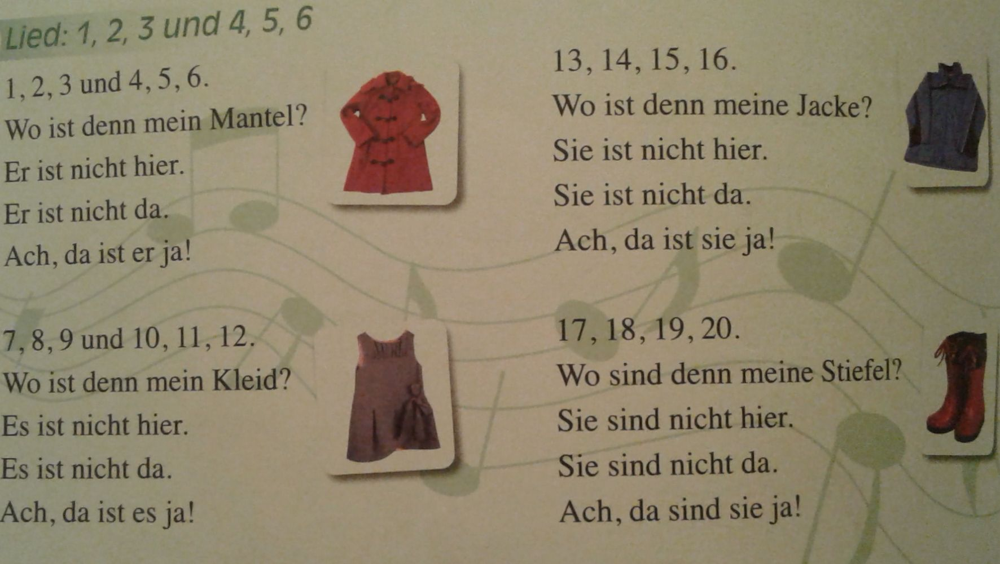 Lied: 1, 2, 3 und 4, 5, 6
1, 2, 3 und 4, 5, 6.
Wo ist denn mein Mantel?
Er ist nicht hier.
Er ist nicht da.
Ach, da ist er ja!
7, 8, 9 und 10, 11, 12.
Wo ist denn mein Kleid?
Es ist nicht hier.
Es ist nicht da.
Ach, da ist es ja!
13, 14, 15, 16.
Wo ist denn meine Jacke?
Sie ist nicht hier.
Sie ist nicht da.
Ach, da ist sie ja!
17, 18, 19, 20.
Wo sind denn meine Stiefel?
Sie sind nicht hier.
Sie sind nicht da.
Ach, da sind sie ja!